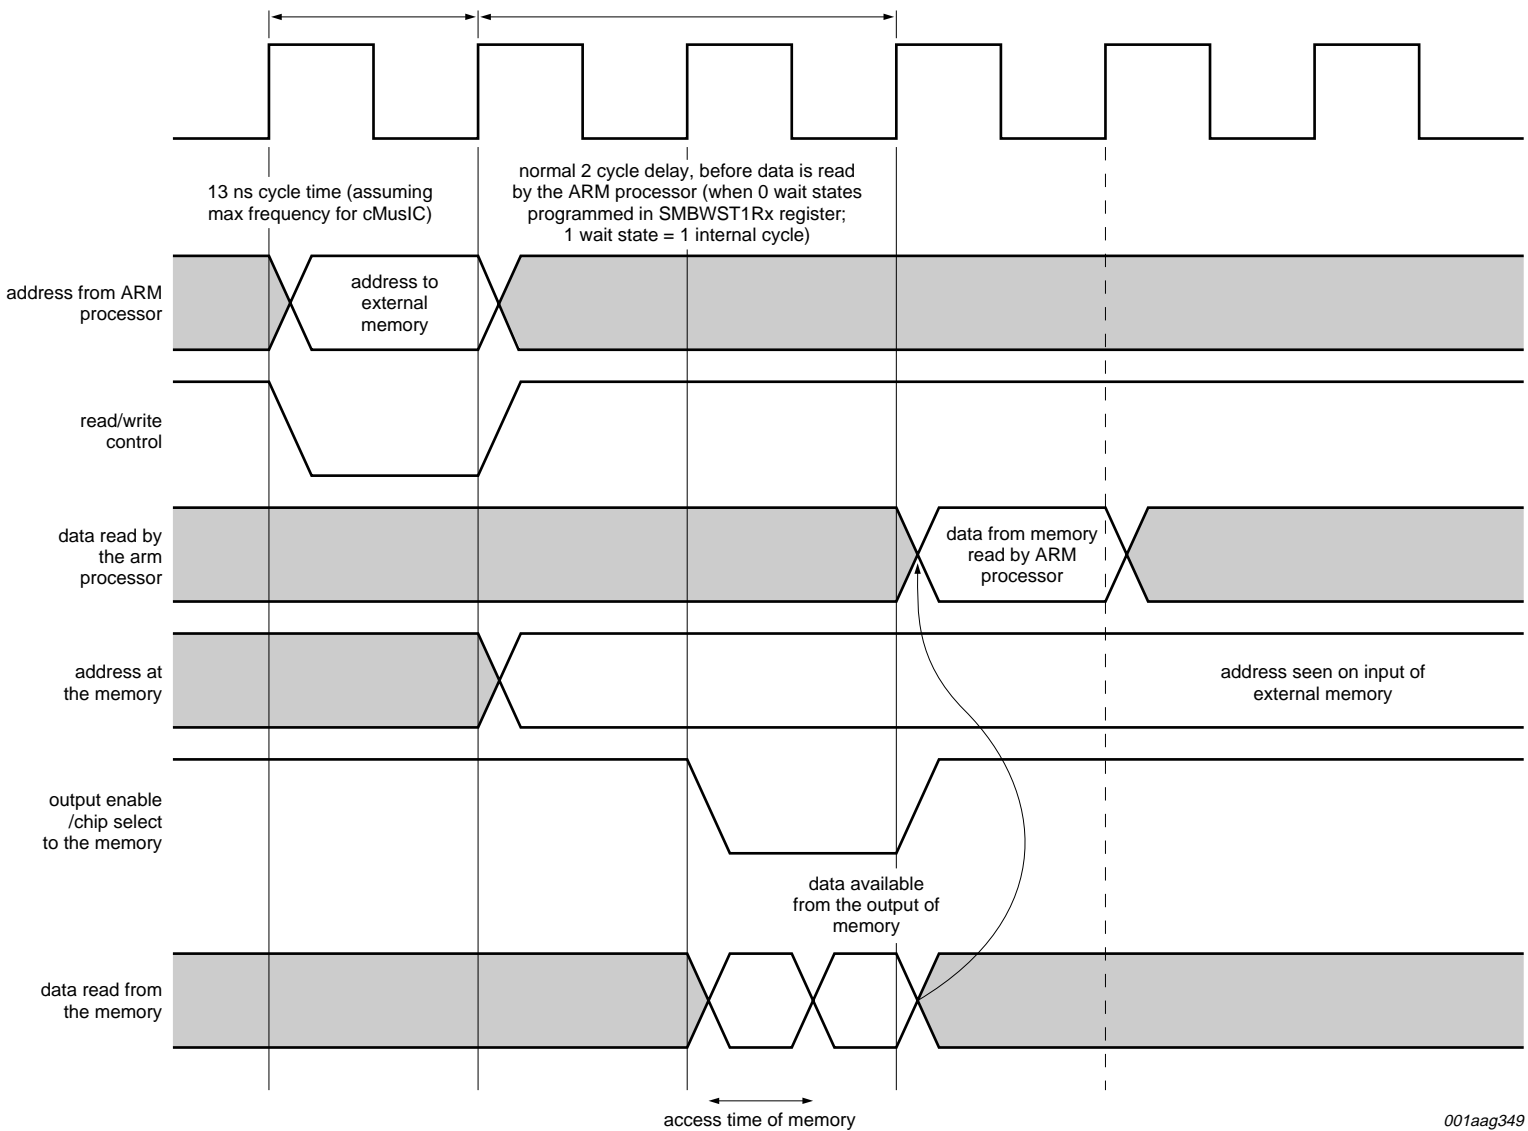 13 ns cycle time (assuming
max frequency for cMusIC)
normal 2 cycle delay, before data is read
by the ARM processor (when 0 wait states
programmed in SMBWST1Rx register;
1 wait state = 1 internal cycle)
address from ARM
processor
address to
external
memory
read/write
control
data read by
the arm
processor
data from memory
read by ARM
processor
address at
the memory
address seen on input of
external memory
output enable
/chip select
to the memory
data available
from the output of
memory
data read from
the memory
access time of memory
001aag349